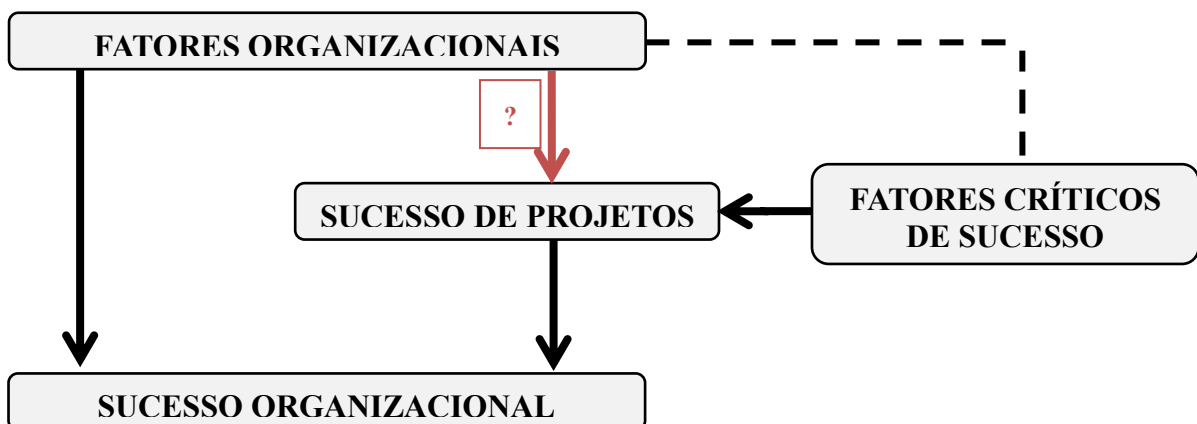 FATORES ORGANIZACIONAIS
?
SUCESSO DE PROJETOS
FATORES CRÍTICOS
DE SUCESSO
SUCESSO ORGANIZACIONAL